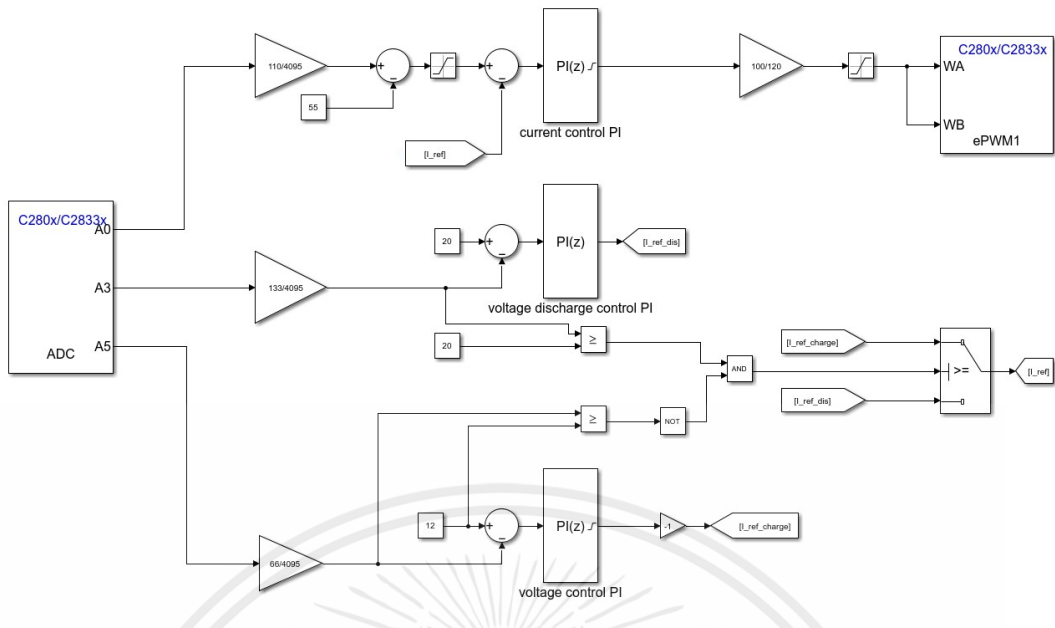 110/4095
+
−
55
+
−
PI(z)
current control PI
[I_ref]
100/120
C280x/C2833x
WA
WB
ePWM1
C280x/C2833x
A0
A3
A5
ADC
133/4095
20
+
−
PI(z)
voltage discharge control PI
[I_ref_dis]
20
≥
AND
[I_ref_charge]
[I_ref_dis]
>=
[I_ref]
≥
NOT
66/4095
12
+
−
PI(z)
voltage control PI
-1
[I_ref_charge]